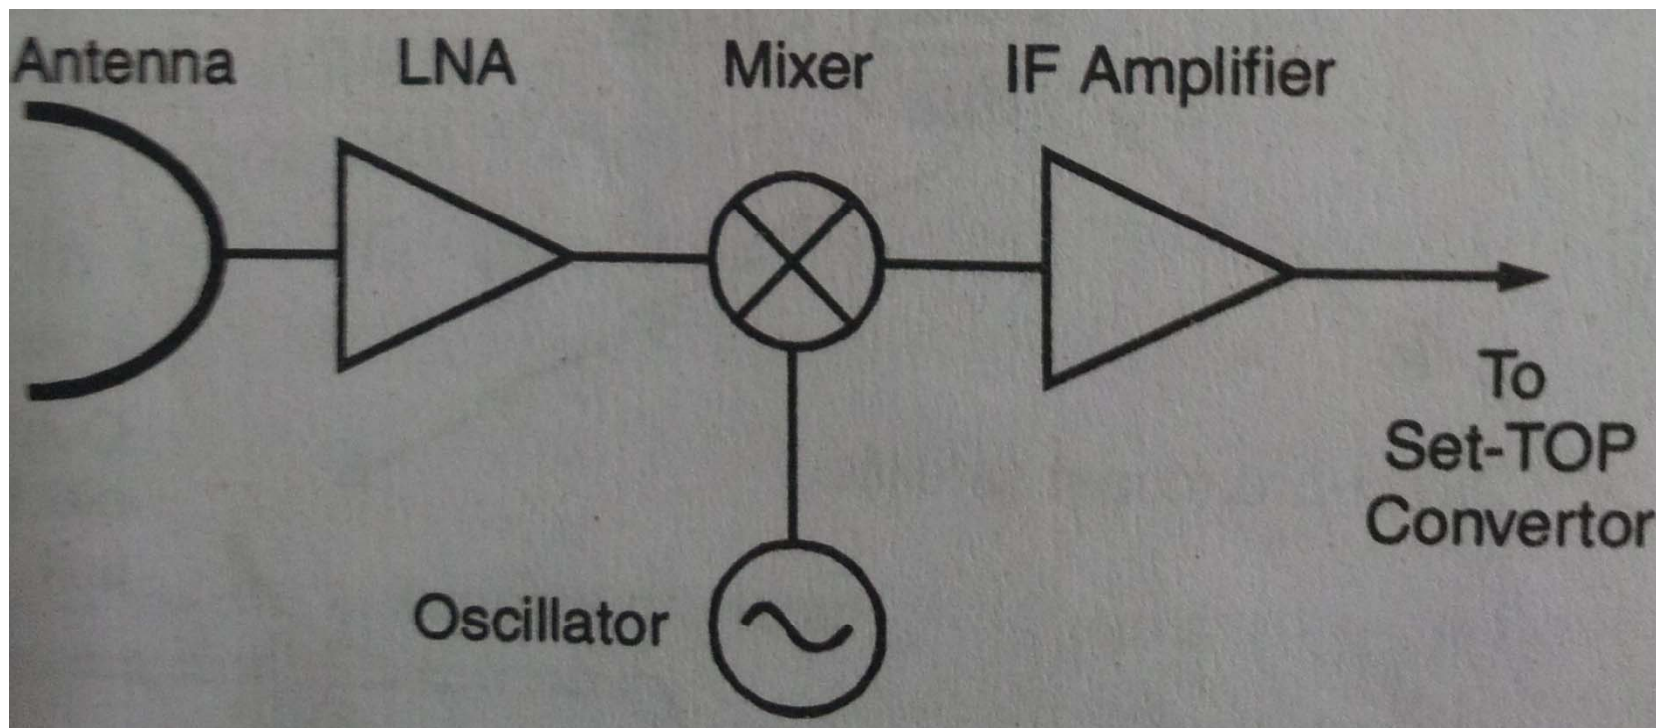 Antenna
LNA
Mixer
IF Amplifier
To
Set-TOP
Convertor
Oscillator